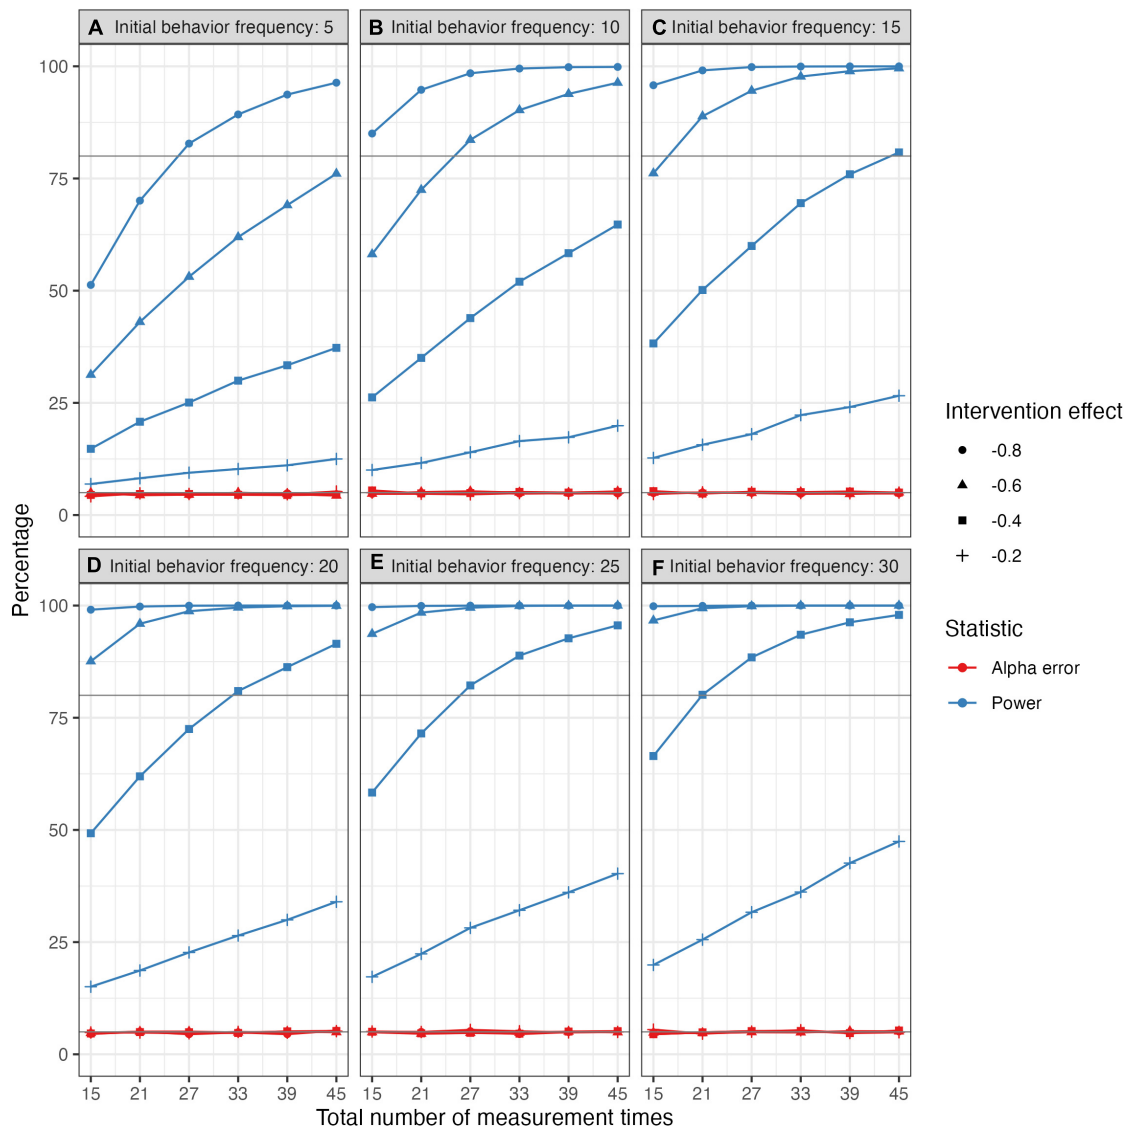 A Initial behavior frequency: 5
B Initial behavior frequency: 10
C Initial behavior frequency: 15
100
75
50
25
0
D Initial behavior frequency: 20
E Initial behavior frequency: 25
F Initial behavior frequency: 30
100
75
50
25
0
Percentage
15 21 27 33 39 45
15 21 27 33 39 45
15 21 27 33 39 45
Total number of measurement times
Intervention effect
-0.8
-0.6
-0.4
-0.2
Statistic
Alpha error
Power